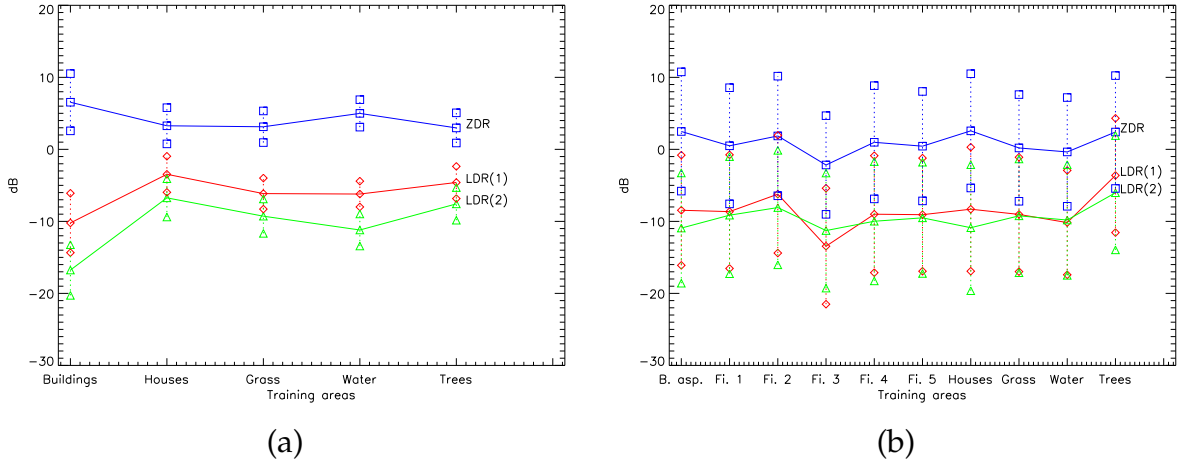 20
10
0
−10
−20
−30
dB
ZDR
LDR(1)
LDR(2)
Buildings Houses Grass Water Trees
Training areas
(a)
20
10
0
−10
−20
−30
dB
ZDR
LDR(1)
LDR(2)
B. asp. Fi. 1 Fi. 2 Fi. 3 Fi. 4 Fi. 5 Houses Grass Water Trees
Training areas
(b)